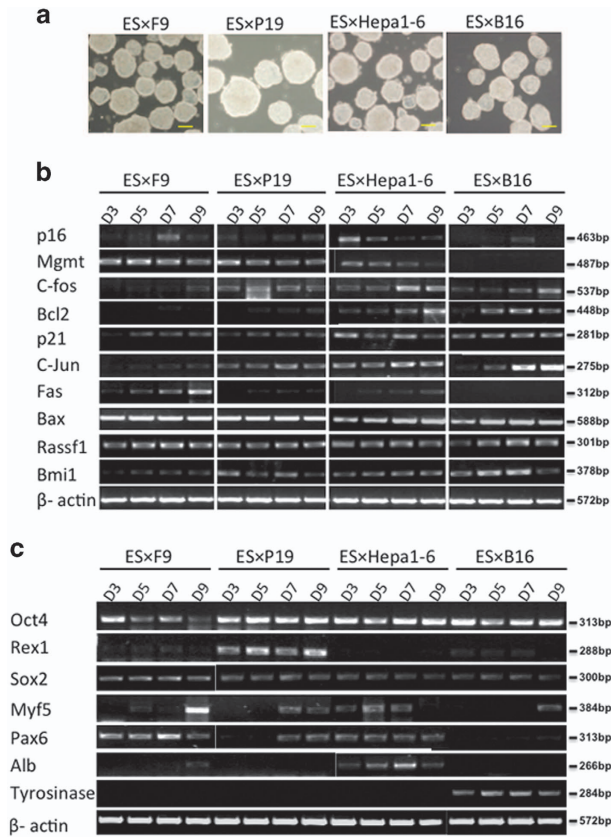 a
ES×F9 ES×P19 ES×Hepa1-6 ES×B16
b
ES×F9 ES×P19 ES×Hepa1-6 ES×B16
D3 D5 D7 D9 D3 D5 D7 D9 D3 D5 D7 D9 D3 D5 D7 D9
p16 463bp
Mgmt 487bp
C-fos 537bp
Bcl2 448bp
p21 281bp
C-Jun 275bp
Fas 312bp
Bax 588bp
Rassf1 301bp
Bmi1 378bp
β- actin 572bp
c
ES×F9 ES×P19 ES×Hepa1-6 ES×B16
D3 D5 D7 D9 D3 D5 D7 D9 D3 D5 D7 D9 D3 D5 D7 D9
Oct4 313bp
Rex1 288bp
Sox2 300bp
Myf5 384bp
Pax6 313bp
Alb 266bp
Tyrosinase 284bp
β- actin 572bp